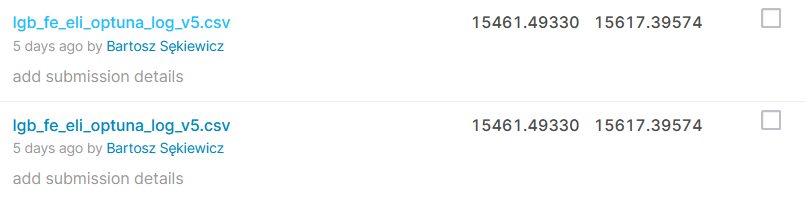 lgb_fe_eli_optuna_log_v5.csv 15461.49330 15617.39574
5 days ago by Bartosz Sękiewicz
add submission details
lgb_fe_eli_optuna_log_v5.csv 15461.49330 15617.39574
5 days ago by Bartosz Sękiewicz
add submission details